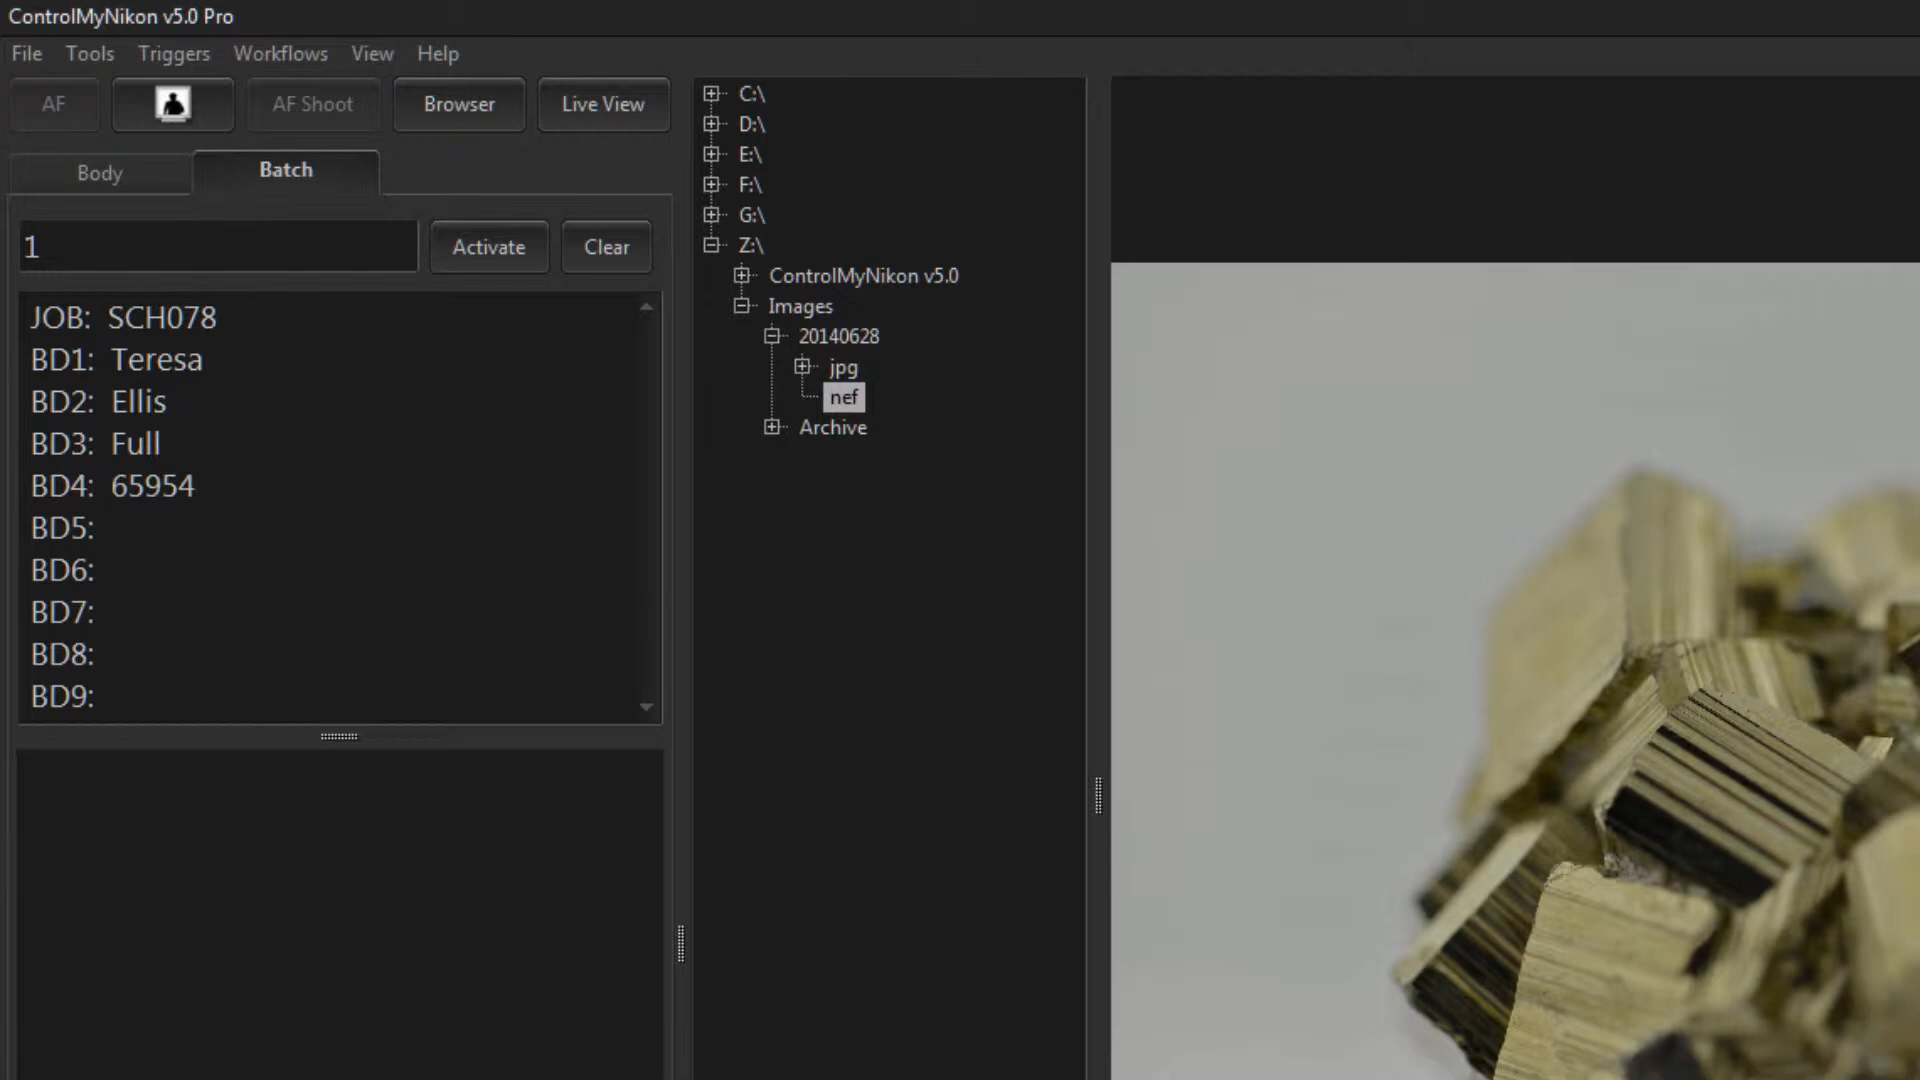 ControlMyNikon v5.0 Pro
File Tools Triggers Workflows View Help
AF AF Shoot Browser Live View
Body Batch
1 Activate Clear
JOB: SCH078
BD1: Teresa
BD2: Ellis
BD3: Full
BD4: 65954
BD5:
BD6:
BD7:
BD8:
BD9:
C:\
D:\
E:\
F:\
G:\
Z:\
ControlMyNikon v5.0
Images
20140628
jpg
nef
Archive